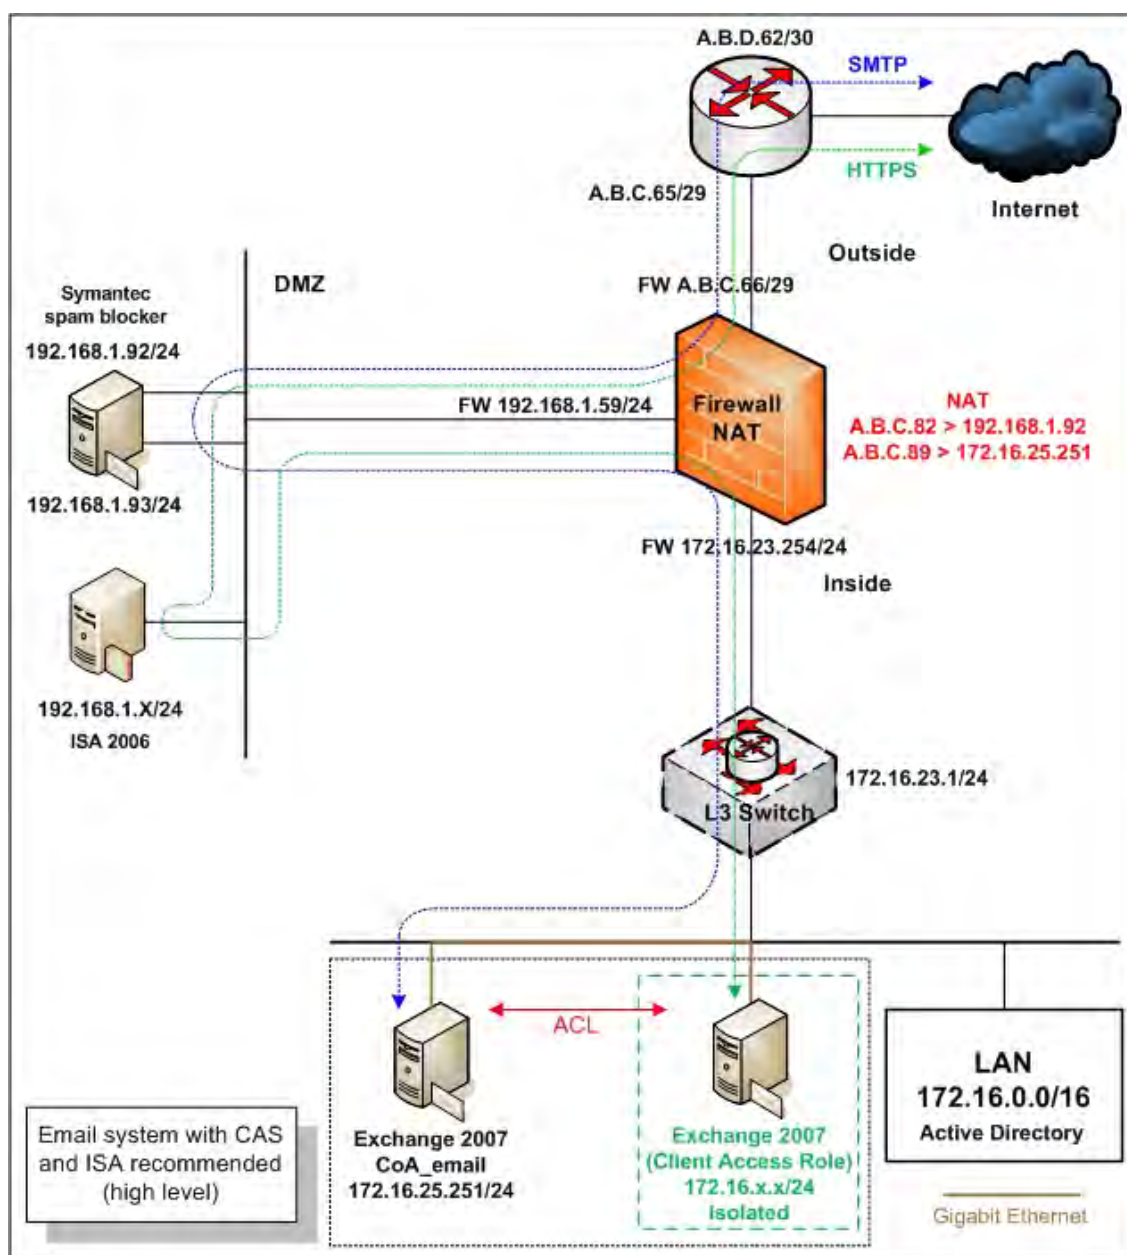 A.B.D.62/30
SMTP
HTTPS
A.B.C.65/29
Internet
Outside
DMZ
FW A.B.C.66/29
Symantec
spam blocker
192.168.1.92/24
FW 192.168.1.59/24
Firewall
NAT
NAT
A.B.C.82 > 192.168.1.92
A.B.C.89 > 172.16.25.251
192.168.1.93/24
FW 172.16.23.254/24
Inside
192.168.1.X/24
ISA 2006
172.16.23.1/24
L3 Switch
ACL
Exchange 2007
CoA_email
172.16.25.251/24
Exchange 2007
(Client Access Role)
172.16.x.x/24
Isolated
LAN
172.16.0.0/16
Active Directory
Email system with CAS
and ISA recommended
(high level)
Gigabit Ethernet